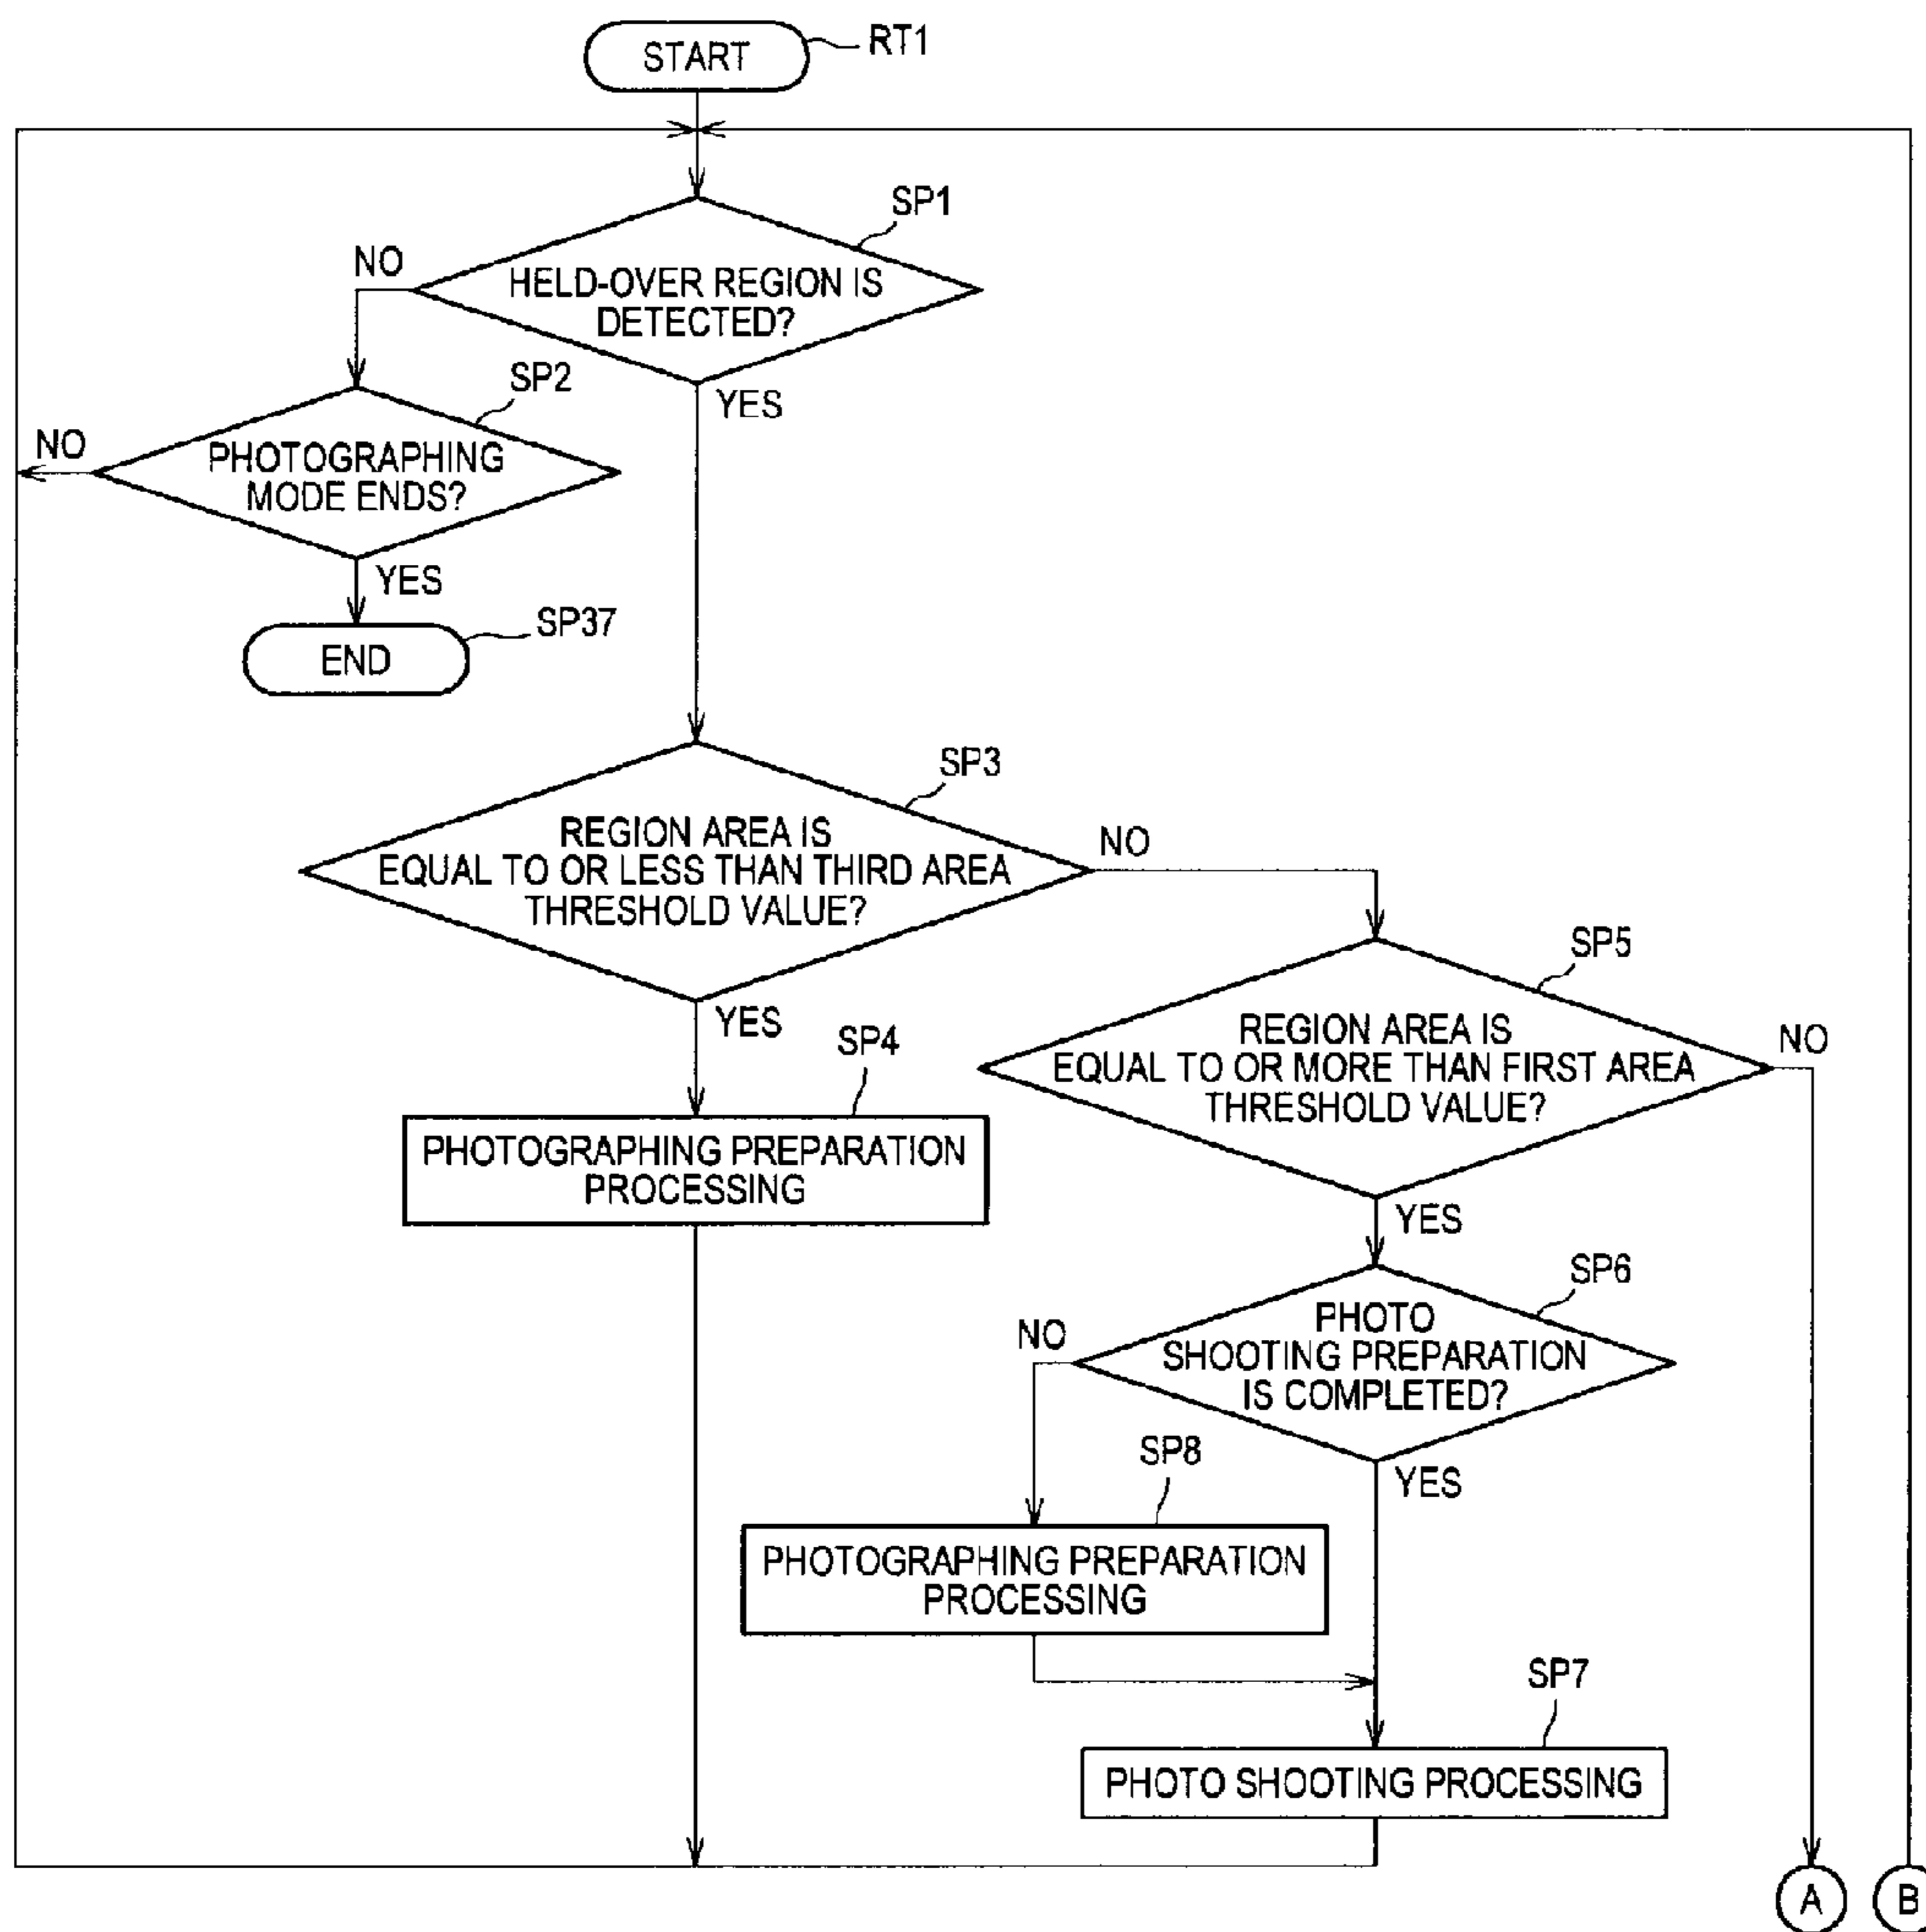 START
RT1
SP1
NO
HELD-OVER REGION IS
DETECTED?
YES
SP2
NO
PHOTOGRAPHING
MODE ENDS?
YES
SP37
END
SP3
REGION AREA IS
EQUAL TO OR LESS THAN THIRD AREA
THRESHOLD VALUE?
NO
YES
SP5
REGION AREA IS
EQUAL TO OR MORE THAN FIRST AREA
THRESHOLD VALUE?
NO
YES
SP4
PHOTOGRAPHING PREPARATION
PROCESSING
SP6
PHOTO
SHOOTING PREPARATION
IS COMPLETED?
NO
YES
SP8
PHOTOGRAPHING PREPARATION
PROCESSING
SP7
PHOTO SHOOTING PROCESSING
A
B